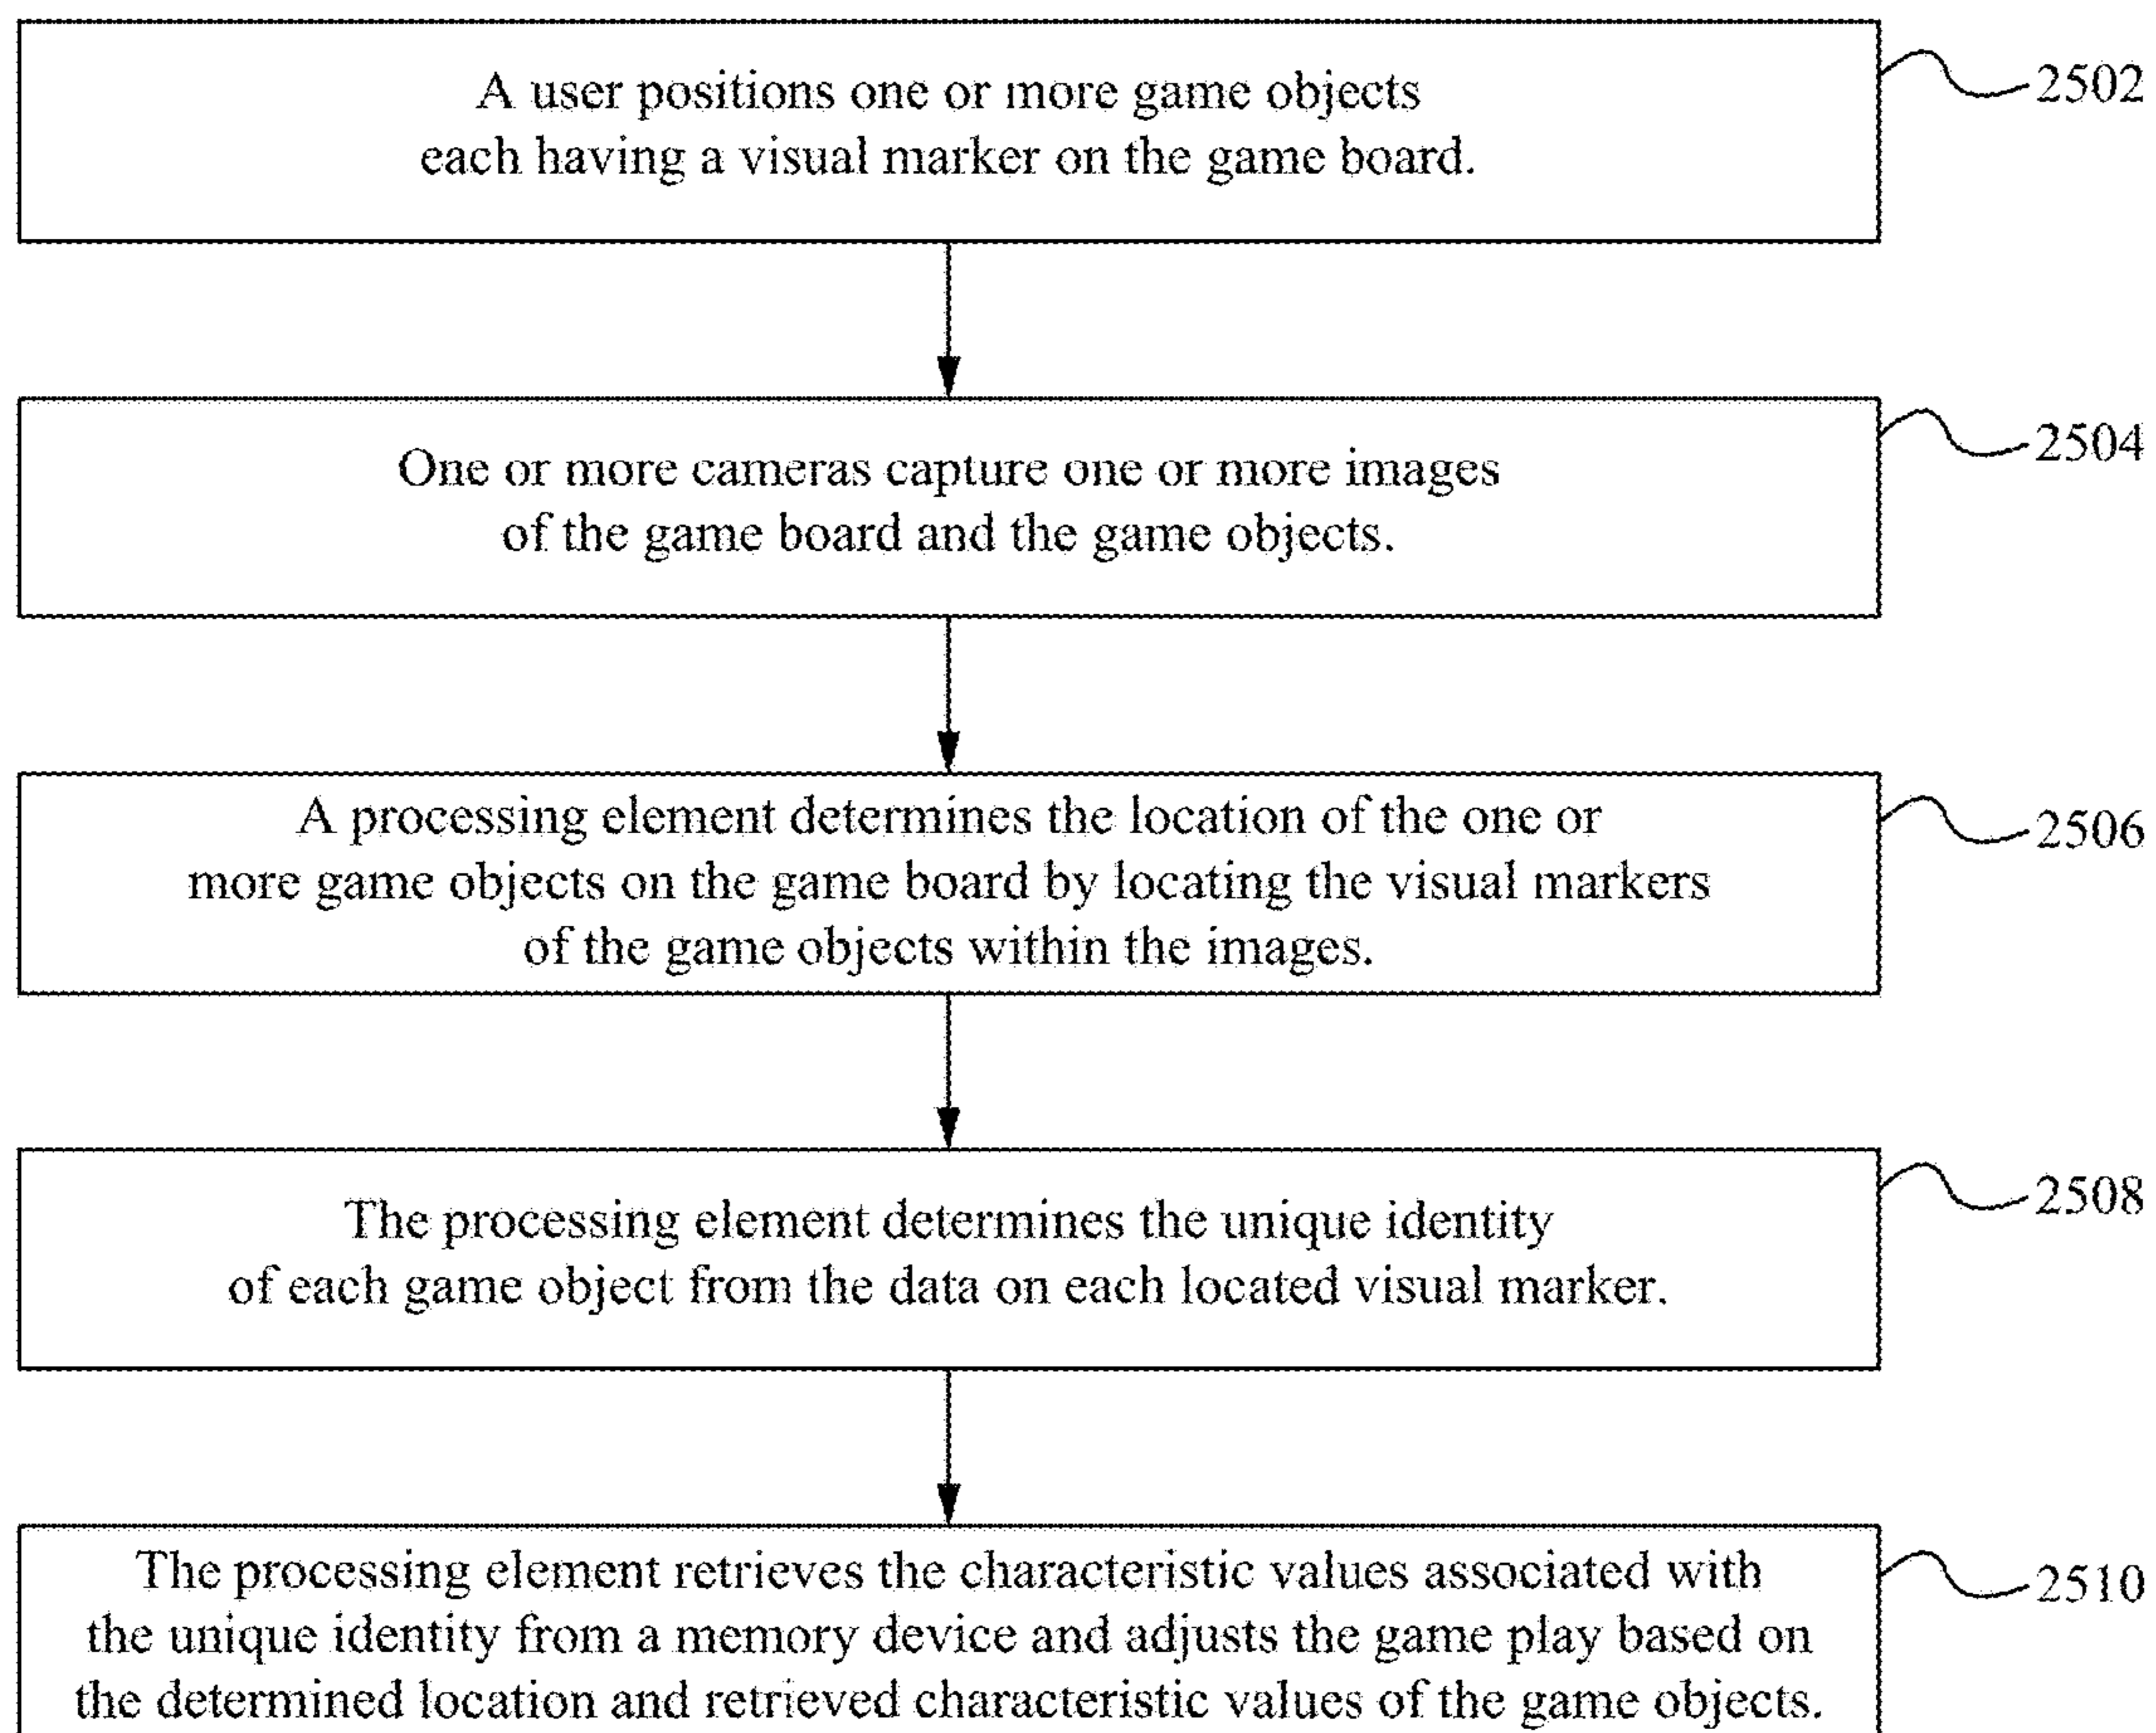 A user positions one or more game objects
each having a visual marker on the game board.
2502
One or more cameras capture one or more images
of the game board and the game objects.
2504
A processing element determines the location of the one or
more game objects on the game board by locating the visual markers
of the game objects within the images.
2506
The processing element determines the unique identity
of each game object from the data on each located visual marker.
2508
The processing element retrieves the characteristic values associated with
the unique identity from a memory device and adjusts the game play based on
the determined location and retrieved characteristic values of the game objects.
2510